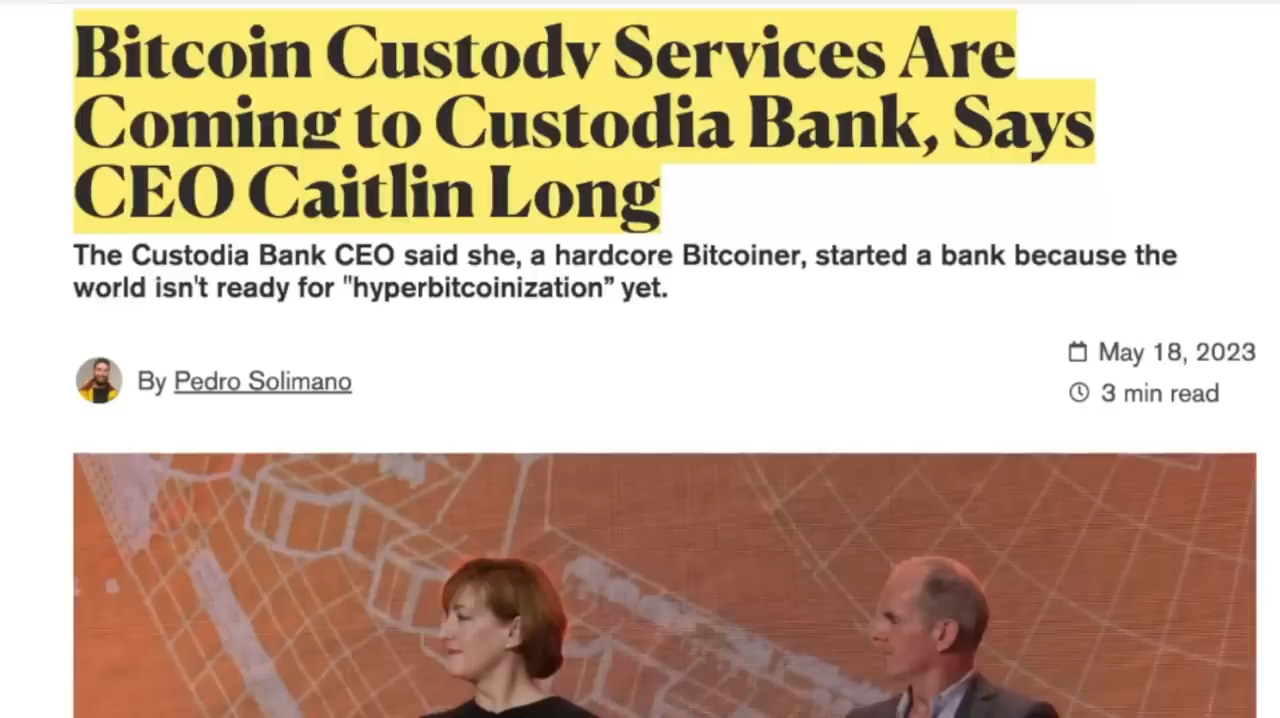 Bitcoin Custody Services Are
Coming to Custodia Bank, Says
CEO Caitlin Long
The Custodia Bank CEO said she, a hardcore Bitcoiner, started a bank because the
world isn't ready for "hyperbitcoinization” yet.
By Pedro Solimano
May 18, 2023
3 min read